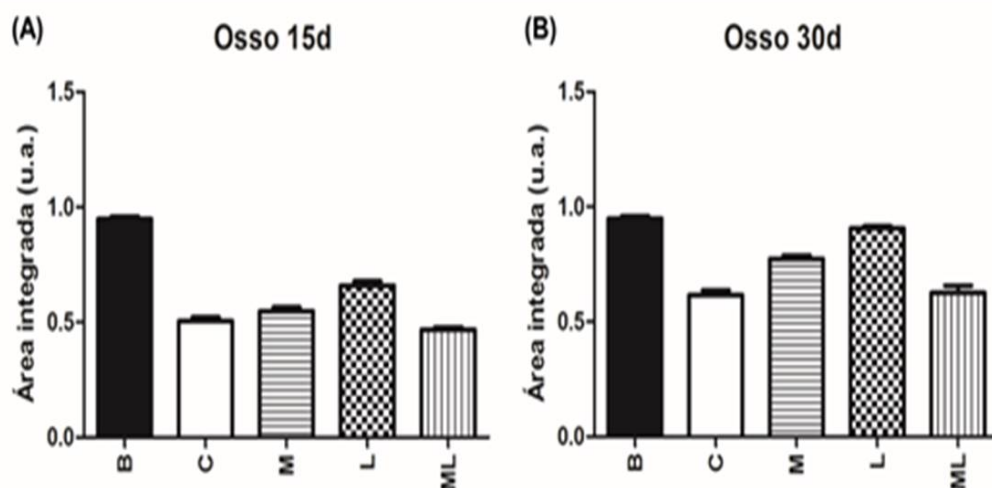 (A)
Osso 15d
Área integrada (u.a.)
1.5
1.0
0.5
0.0
B
C
M
L
ML
(B)
Osso 30d
Área integrada (u.a.)
1.5
1.0
0.5
0.0
B
C
M
L
ML